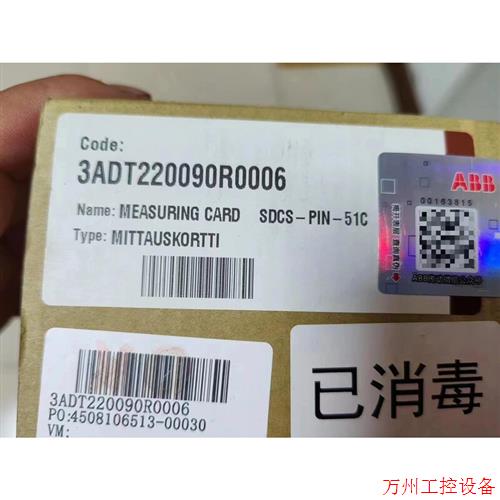 Code:
3ADT220090R0006
Name: MEASURING CARD SDCS-PIN-51C
Type: MITTAUSKORTTI
ABB
00163815
3ADT220090R0006
PO:4508106513-00030
VM:
已消毒
万州工控设备